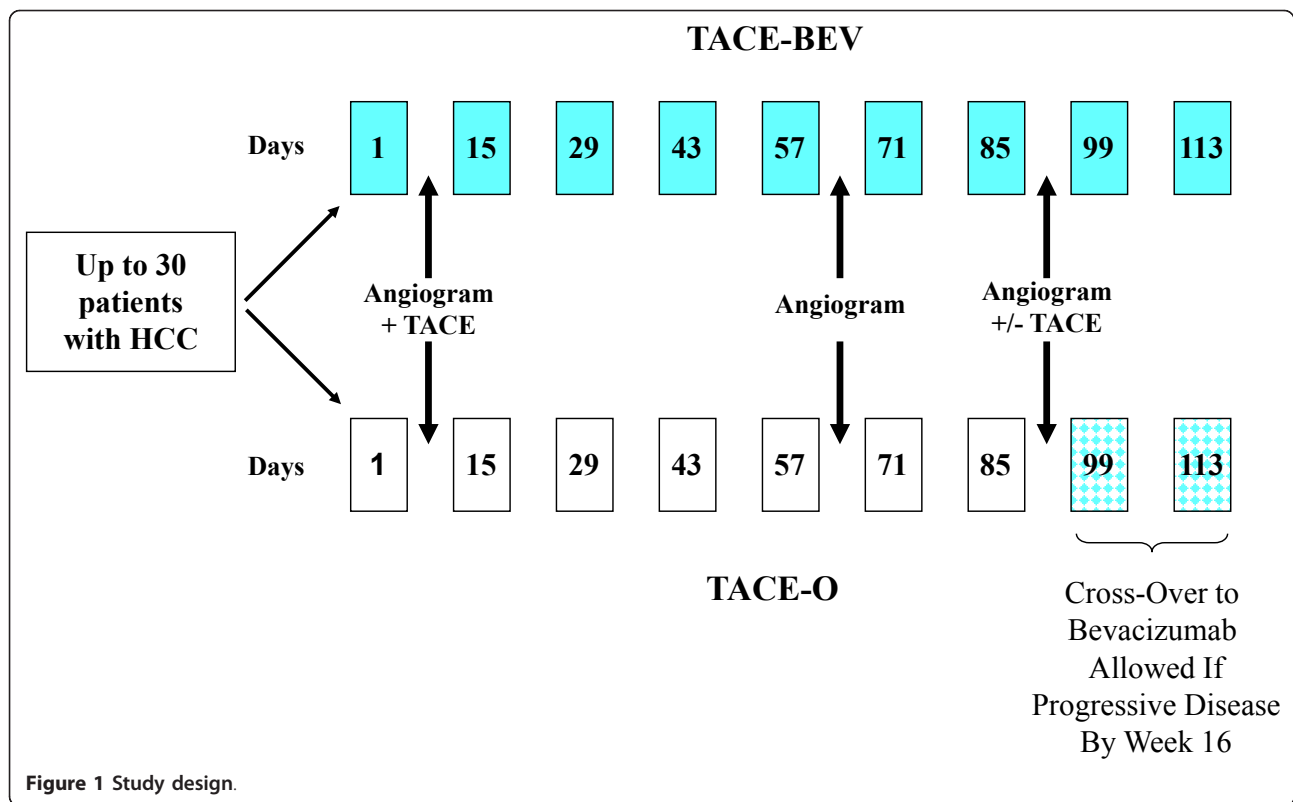 TACE-BEV
Days 1 15 29 43 57 71 85 99 113
Up to 30
patients
with HCC
Angiogram
+ TACE
Angiogram
Angiogram
+/- TACE
Days 1 15 29 43 57 71 85 99 113
TACE-O
Cross-Over to
Bevacizumab
Allowed If
Progressive Disease
By Week 16
Figure 1 Study design.